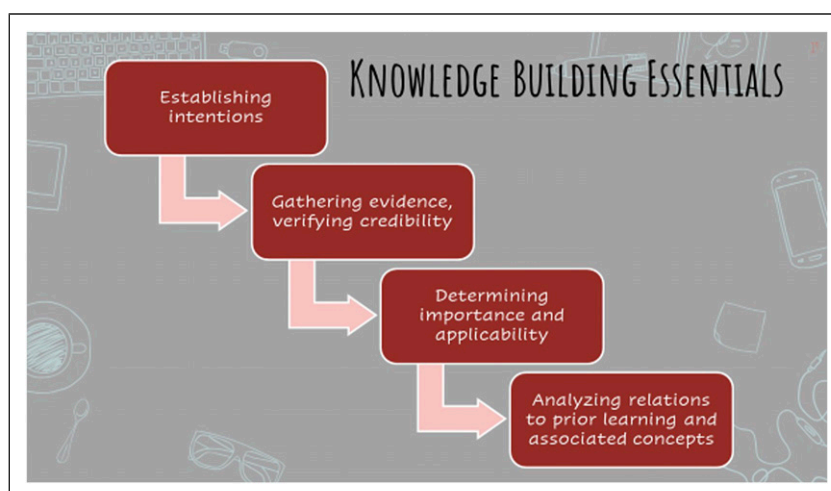 KNOWLEDGE BUILDING ESSENTIALS
Establishing
intentions
Gathering evidence,
verifying credibility
Determining
importance and
applicability
Analyzing relations
to prior learning and
associated concepts